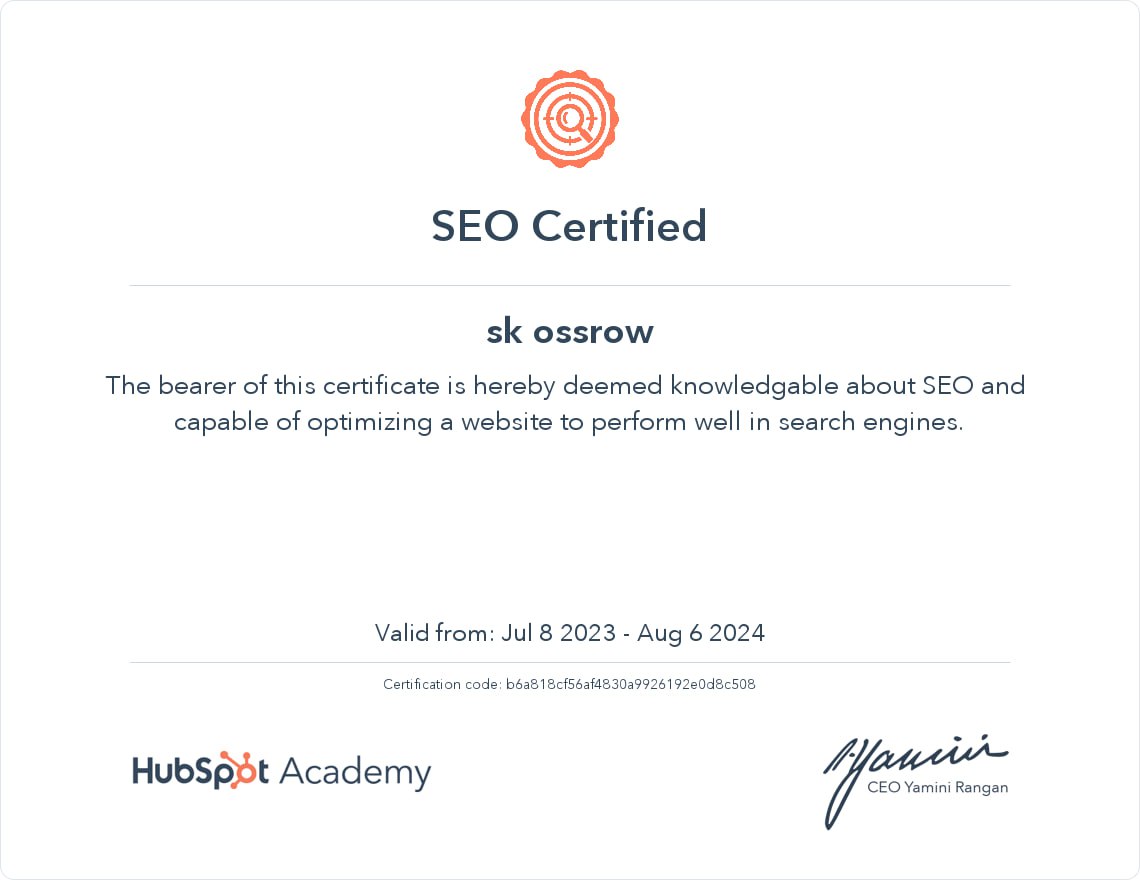 SEO Certified
sk ossrow
The bearer of this certificate is hereby deemed knowledgable about SEO and
capable of optimizing a website to perform well in search engines.
Valid from: Jul 8 2023 - Aug 6 2024
Certification code: b6a818cf56af4830a9926192e0d8c508
HubSpot Academy
Yamini
CEO Yamini Rangan